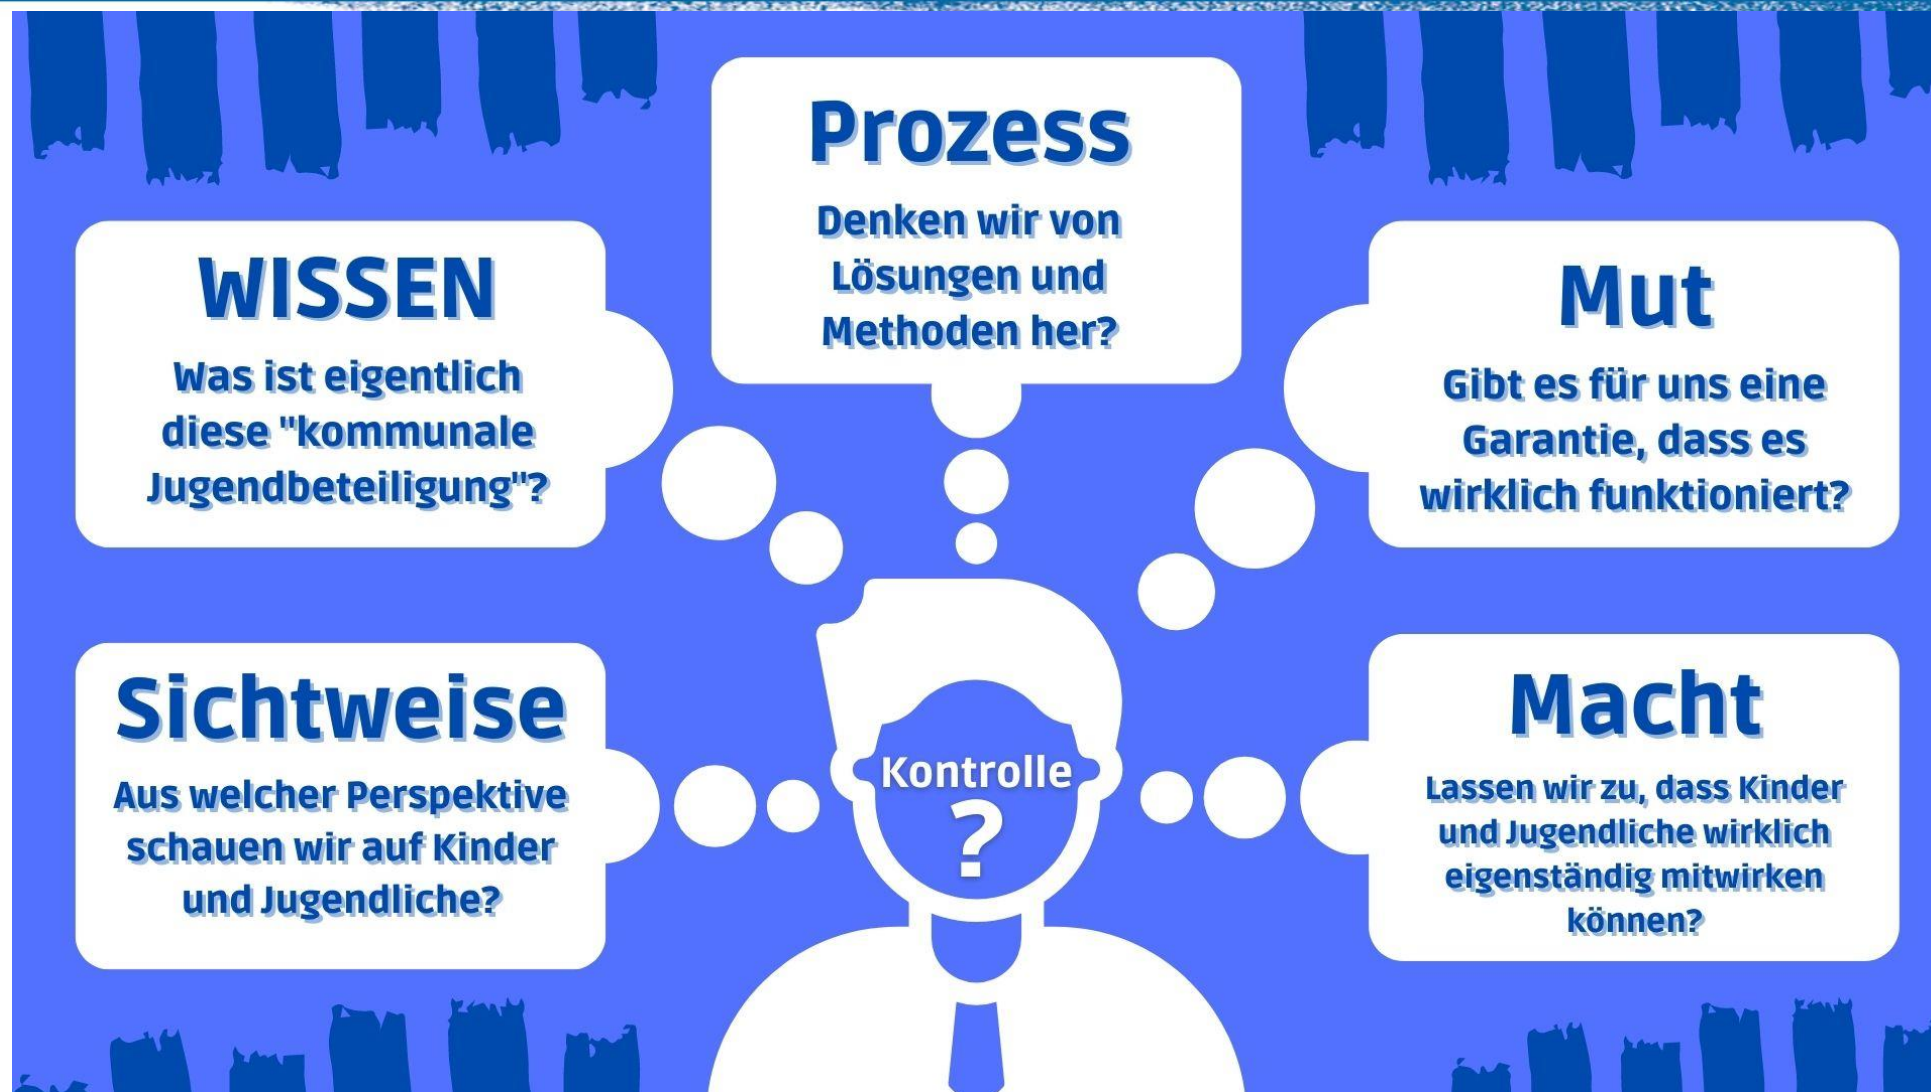 Prozess
Denken wir von
Lösungen und
Methoden her?
WISSEN
Was ist eigentlich
diese "kommunale
Jugendbeteiligung"?
Mut
Gibt es für uns eine
Garantie, dass es
wirklich funktioniert?
Sichtweise
Aus welcher Perspektive
schauen wir auf Kinder
und Jugendliche?
Kontrolle
?
Macht
Lassen wir zu, dass Kinder
und Jugendliche wirklich
eigenständig mitwirken
können?